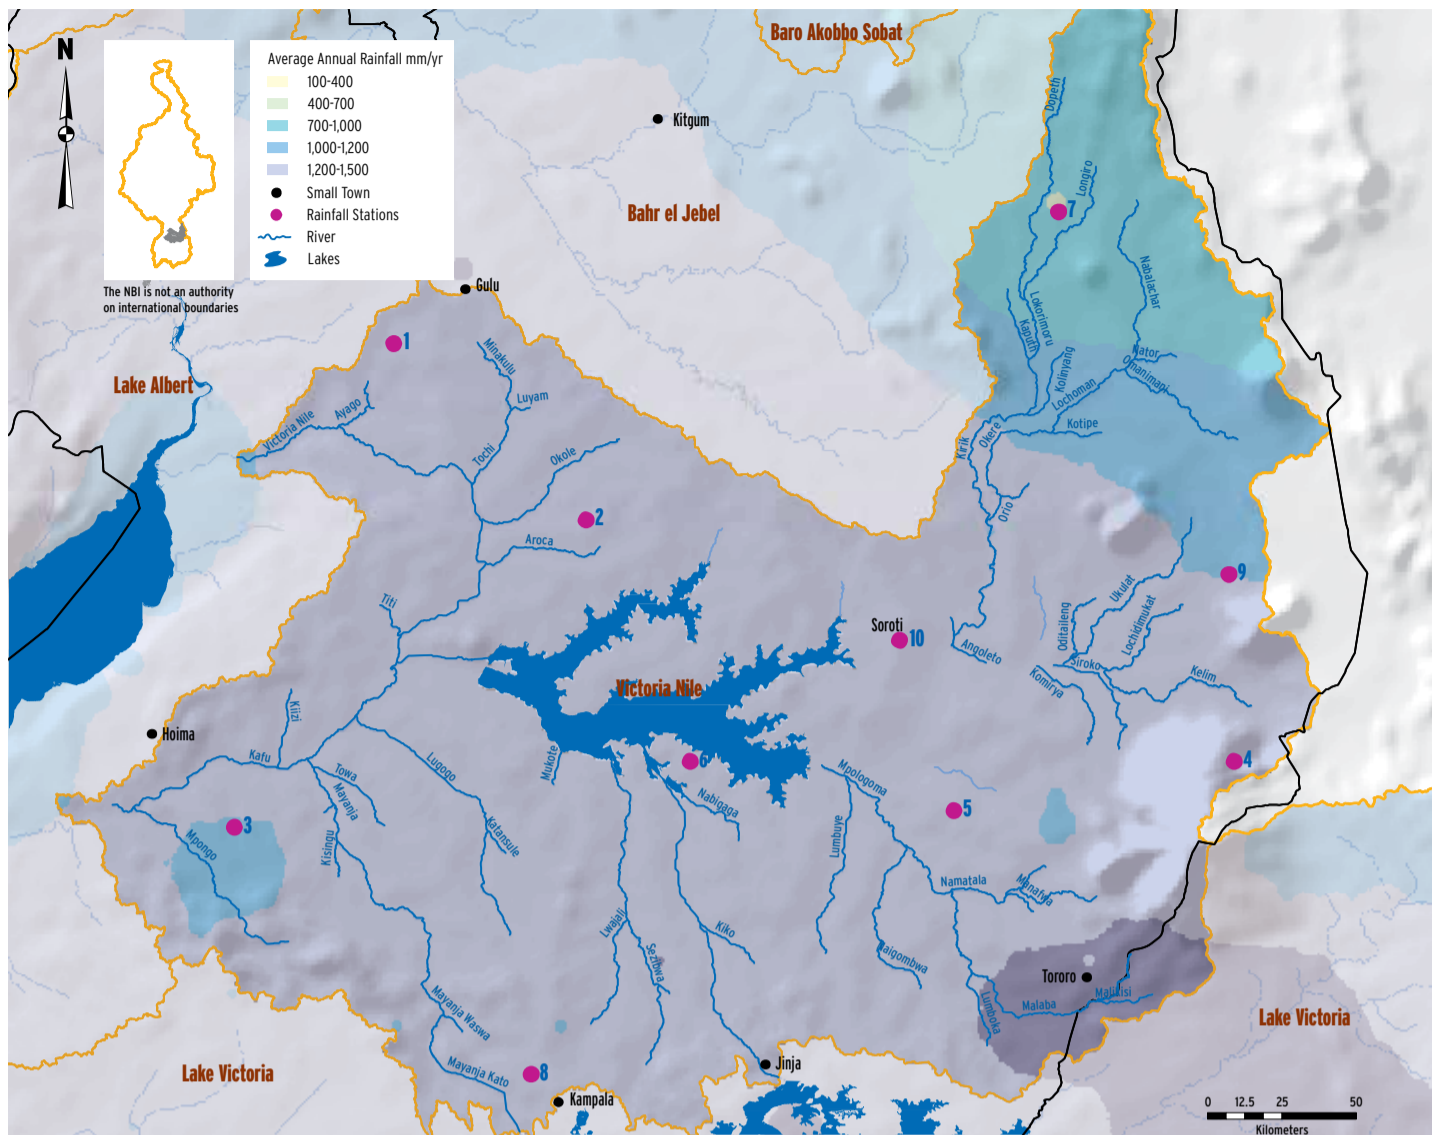 Baro Akobbo Sobat
N
Average Annual Rainfall mm/yr
100-400
400-700
700-1,000
1,000-1,200
1,200-1,500
Small Town
Rainfall Stations
River
Lakes
The NBI is not an authority
on international boundaries
Kitgum
Bahr el Jebel
Dopeth
Longiro
7
Nabalachar
Lokorimoru
Kaputh
Gulu
1
Minakulu
Luyam
Lake Albert
Ayago
Victoria Nile
Tochi
Okole
Nator
Omanimani
Kolinyang
Lochoman
Kotipe
Kirik
Okere
Orio
2
Aroca
Titi
9
Ukulat
Oditaileng
Lochidimukat
Soroti
10
Angoleto
Siroko
Komirya
Kelim
Victoria Nile
Kiizi
Hoima
Kafu
Towa
Mayanja
Lugogo
Mukote
6
Nabigaga
Mpologoma
4
5
3
Mpongo
Kisingu
Katansule
Lumbuye
Namatala
Manafwa
Lwajali
Kiko
Sezibwa
Naigombwa
Tororo
Malaba
Malikisi
Lumboka
Mayanja Waswa
Lake Victoria
Mayanja Kato
8
Kampala
Jinja
Lake Victoria
0 12.5 25 50
Kilometers